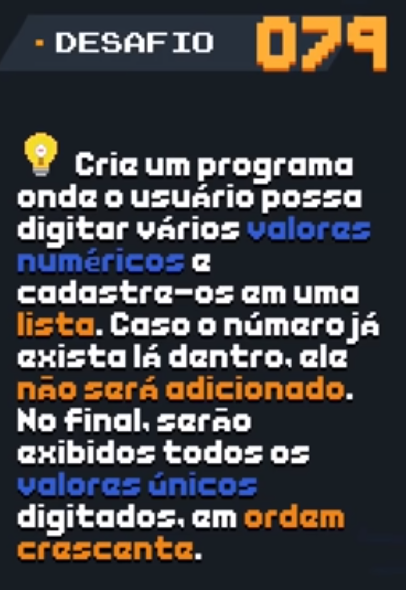 DESAFIO 079
Crie um programa
onde o usuário possa
digitar vários valores
numéricos e
cadastre-os em uma
lista. Caso o número já
exista lá dentro, ele
não será adicionado.
No final, serão
exibidos todos os
valores únicos
digitados, em ordem
crescente.